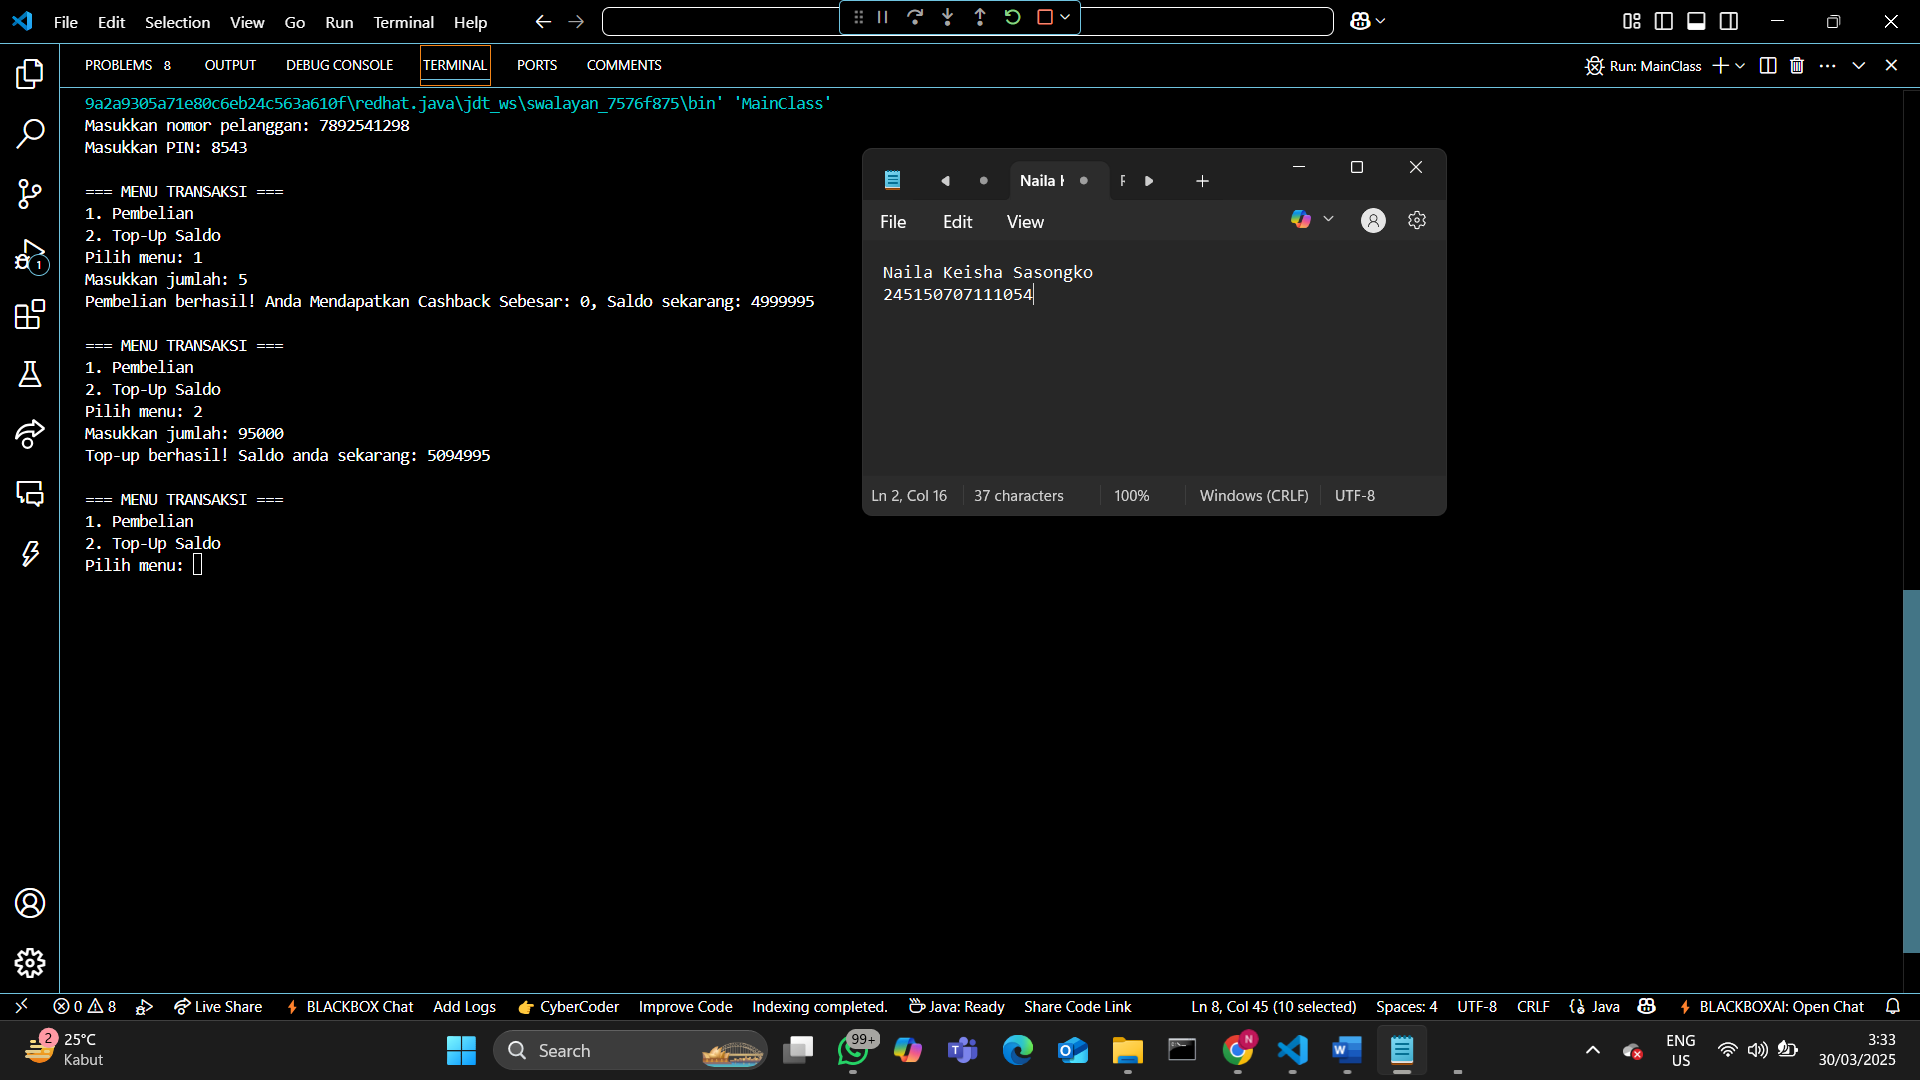 File Edit Selection View Go Run Terminal Help
PROBLEMS 8 OUTPUT DEBUG CONSOLE TERMINAL PORTS COMMENTS Run: MainClass
9a2a9305a71e80c6eb24c563a610f\redhat.java\jdt_ws\swalayan_7576f875\bin' 'MainClass'
Masukkan nomor pelanggan: 7892541298
Masukkan PIN: 8543
=== MENU TRANSAKSI ===
1. Pembelian
2. Top-Up Saldo
Pilih menu: 1
Masukkan jumlah: 5
Pembelian berhasil! Anda Mendapatkan Cashback Sebesar: 0, Saldo sekarang: 4999995
=== MENU TRANSAKSI ===
1. Pembelian
2. Top-Up Saldo
Pilih menu: 2
Masukkan jumlah: 95000
Top-up berhasil! Saldo anda sekarang: 5094995
=== MENU TRANSAKSI ===
1. Pembelian
2. Top-Up Saldo
Pilih menu:
1
Naila
File Edit View
Naila Keisha Sasongko
245150707111054
Ln 2, Col 16 37 characters 100% Windows (CRLF) UTF-8
0 8 Live Share BLACKBOX Chat Add Logs CyberCoder Improve Code Indexing completed. Java: Ready Share Code Link Ln 8, Col 45 (10 selected) Spaces: 4 UTF-8 CRLF Java BLACKBOXAI: Open Chat
2 25°C
Kabut
Search
99+
N
ENG
US
3:33
30/03/2025